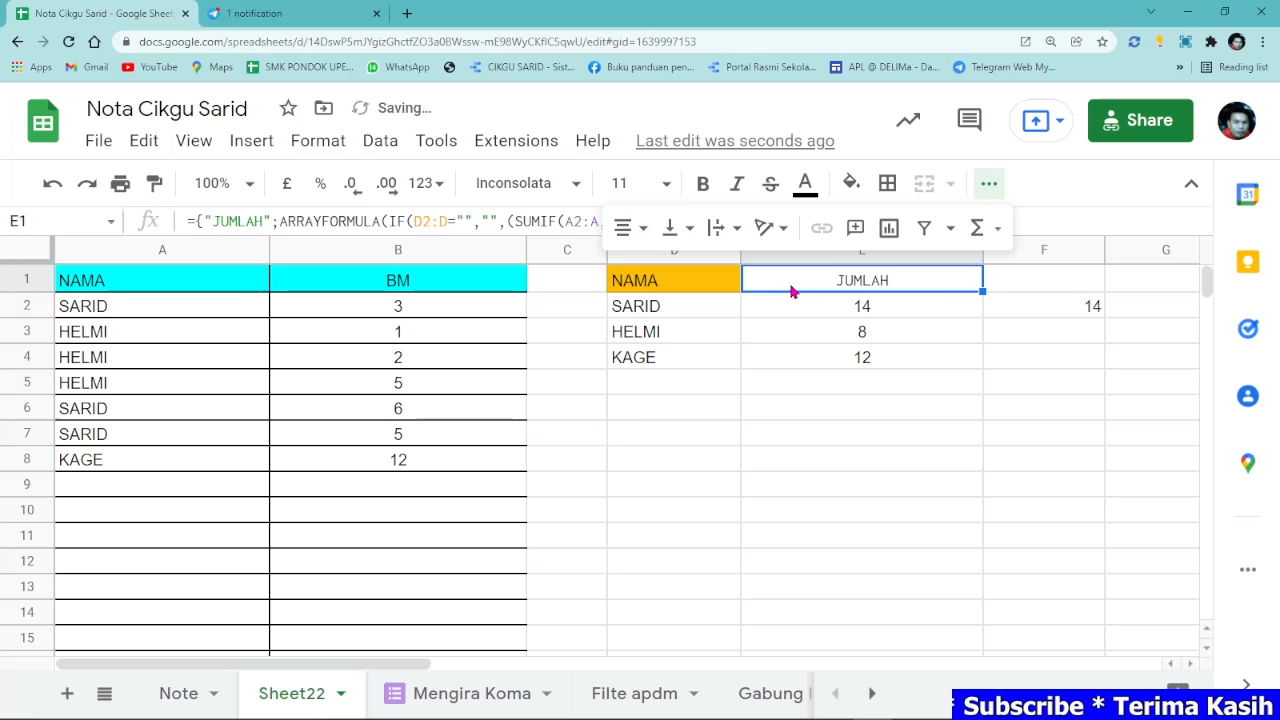 Nota Cikgu Sarid - Google Sheet
1 notification
docs.google.com/spreadsheets/d/14DswP5mJYgizGhctfZO3a0BWssw-mE98WyCKflC5qwU/edit#gid=1639997153
Apps
Gmail
YouTube
Maps
SMK PONDOK UPE...
WhatsApp
CIKGU SARID - Sist...
Buku panduan pen...
Portal Rasmi Sekola...
APL @ DELIMa - Da...
Telegram Web My...
»
Reading list
Nota Cikgu Sarid
Saving...
Share
File Edit View Insert Format Data Tools Extensions Help Last edit was seconds ago
100% £ % .0 .00 123 Inconsolata 11 B I S A
E1 fx ={"JUMLAH";ARRAYFORMULA(IF(D2:D="","",(SUMIF(A2:A,
A B C D E F G
1 NAMA BM NAMA JUMLAH
2 SARID 3 SARID 14 14
3 HELMI 1 HELMI 8
4 HELMI 2 KAGE 12
5 HELMI 5
6 SARID 6
7 SARID 5
8 KAGE 12
9
10
11
12
13
14
15
31
Note Sheet22 Mengira Koma Filte apdm Gabungi
* Subscribe * Terima Kasih